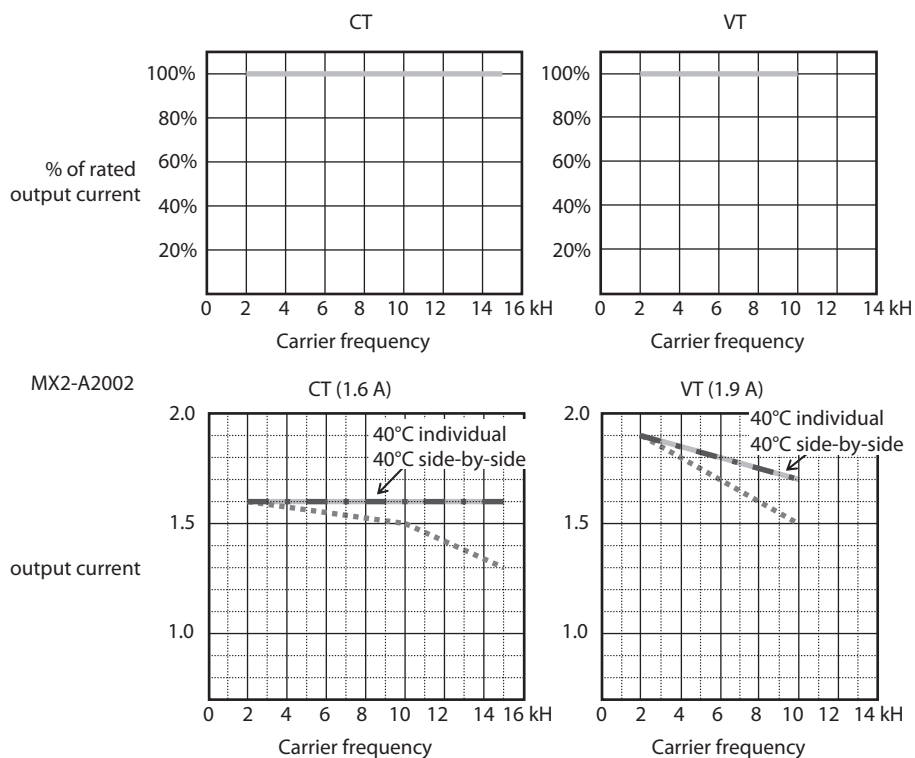 CT
VT
100%
80%
60%
40%
20%
% of rated
output current
0 2 4 6 8 10 12 14 16 kH
Carrier frequency
100%
80%
60%
40%
20%
0 2 4 6 8 10 12 14 kH
Carrier frequency
MX2-A2002
CT (1.6 A)
VT (1.9 A)
2.0
1.5
1.0
40°C individual
40°C side-by-side
output current
0 2 4 6 8 10 12 14 16 kH
Carrier frequency
2.0
1.5
1.0
40°C individual
40°C side-by-side
0 2 4 6 8 10 12 14 kH
Carrier frequency